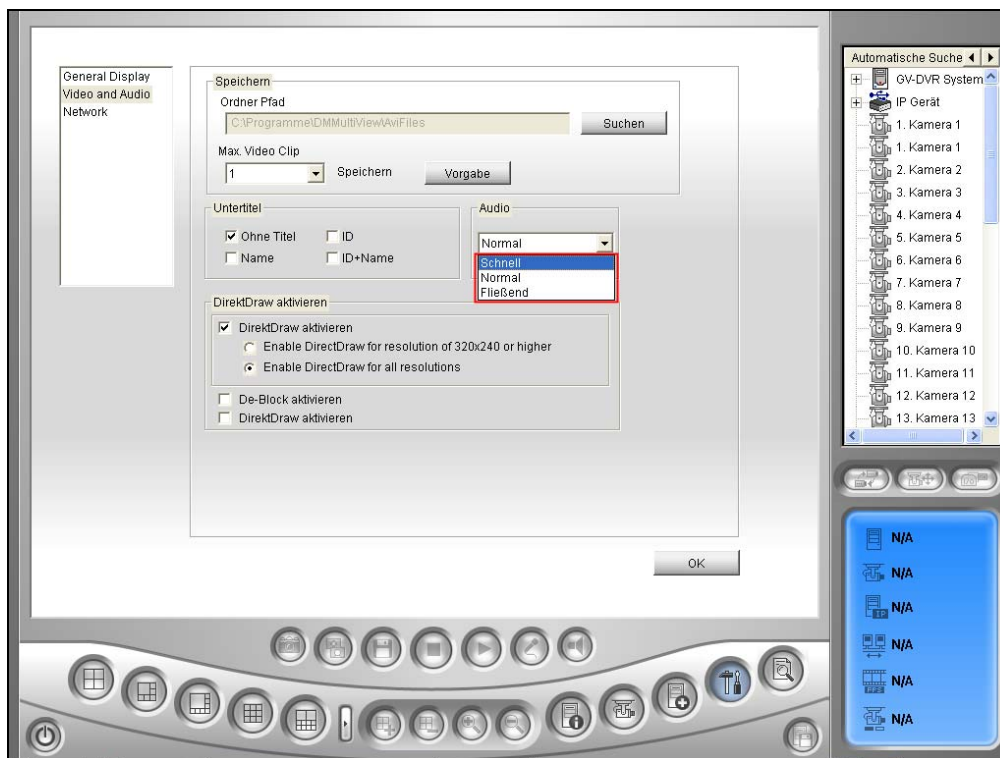 General Display
Video and Audio
Network
Speichern
Ordner Pfad
C:\Programme\DMMultiView\AviFiles
Suchen
Max. Video Clip
1
Speichern
Vorgabe
Untertitel
Ohne Titel
ID
Name
ID+Name
Audio
Normal
Schnell
Normal
Fließend
DirektDraw aktivieren
DirektDraw aktivieren
Enable DirectDraw for resolution of 320x240 or higher
Enable DirectDraw for all resolutions
De-Block aktivieren
DirektDraw aktivieren
OK
Automatische Suche
GV-DVR System
IP Gerät
1. Kamera 1
1. Kamera 1
2. Kamera 2
3. Kamera 3
4. Kamera 4
5. Kamera 5
6. Kamera 6
7. Kamera 7
8. Kamera 8
9. Kamera 9
10. Kamera 10
11. Kamera 11
12. Kamera 12
13. Kamera 13
N/A
N/A
IP
N/A
N/A
FPS
N/A
N/A